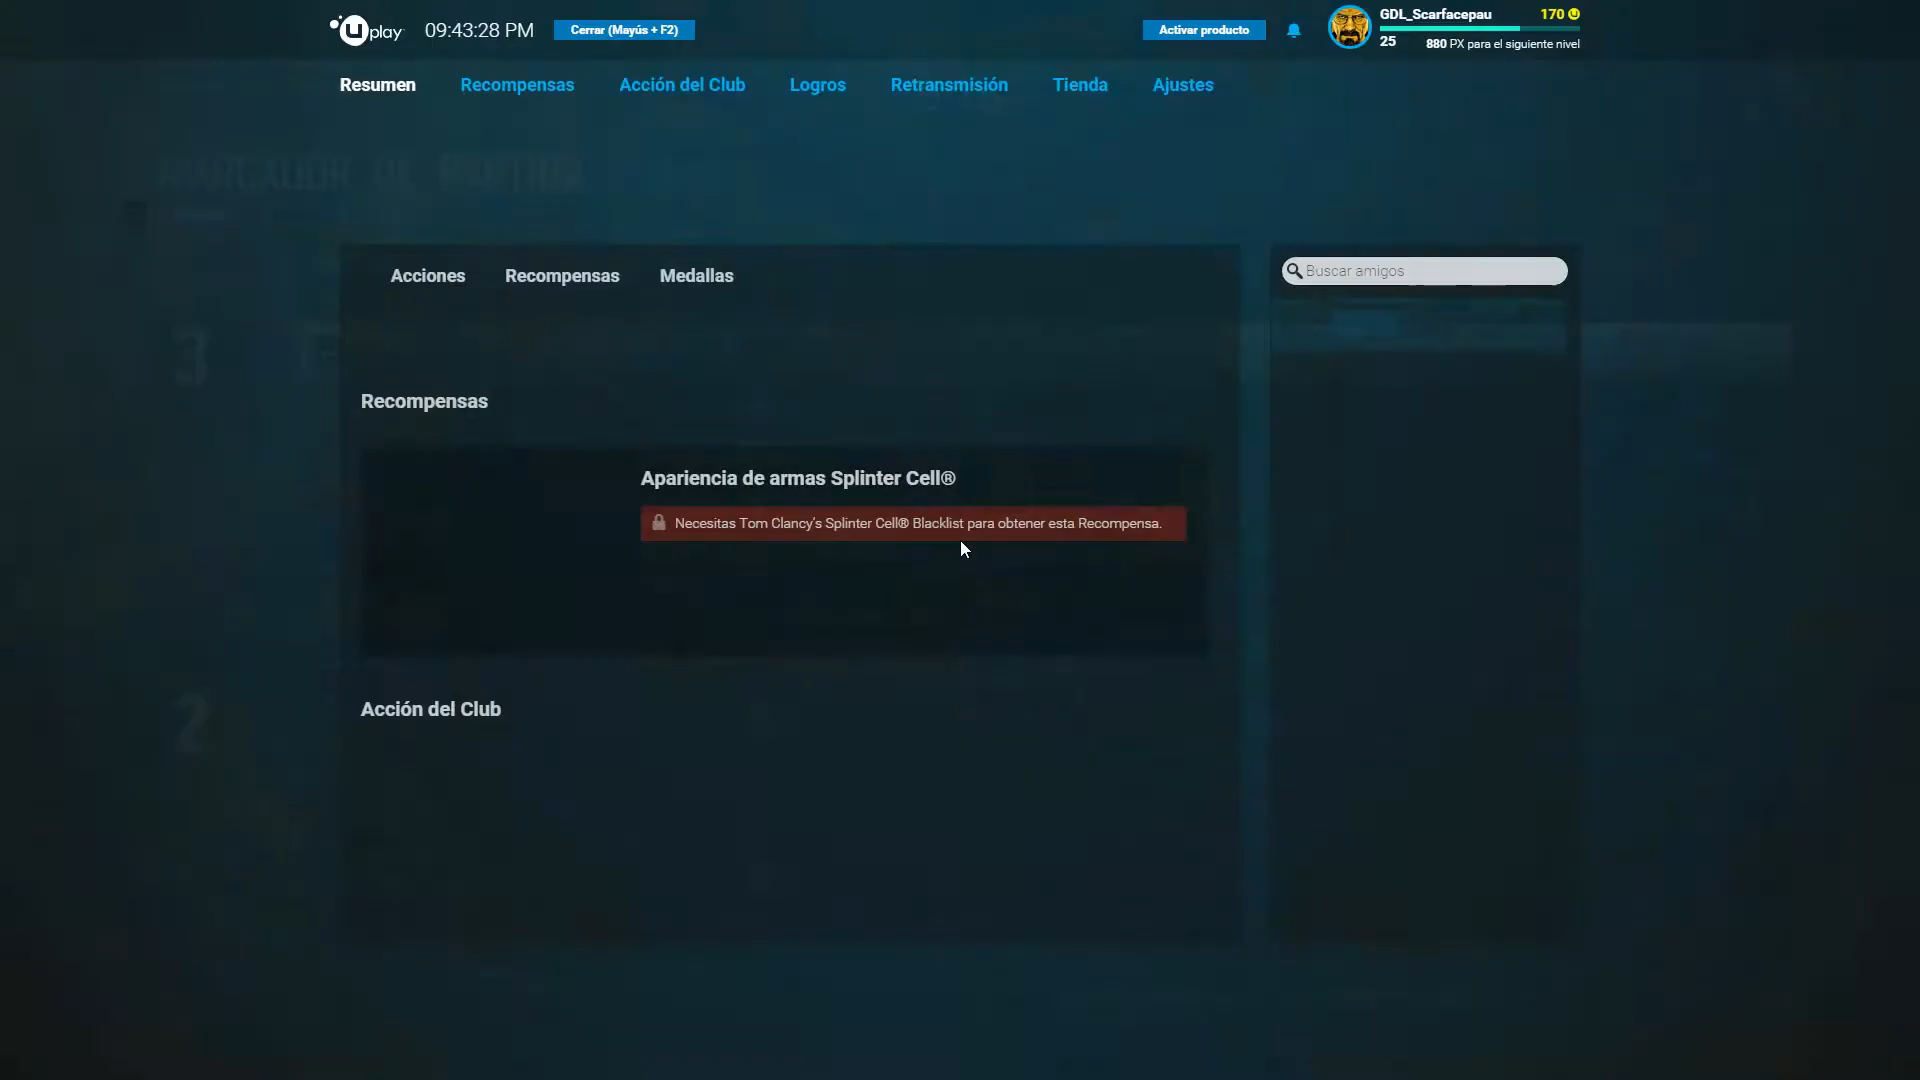 Uplay 09:43:28 PM Cerrar (Mayús + F2) Activar producto GDL_Scarfacepau 170
25 880 PX para el siguiente nivel
Resumen Recompensas Acción del Club Logros Retransmisión Tienda Ajustes
Acciones Recompensas Medallas Buscar amigos
3
Recompensas
Apariencia de armas Splinter Cell®
Necesitas Tom Clancy's Splinter Cell® Blacklist para obtener esta Recompensa.
Acción del Club
2